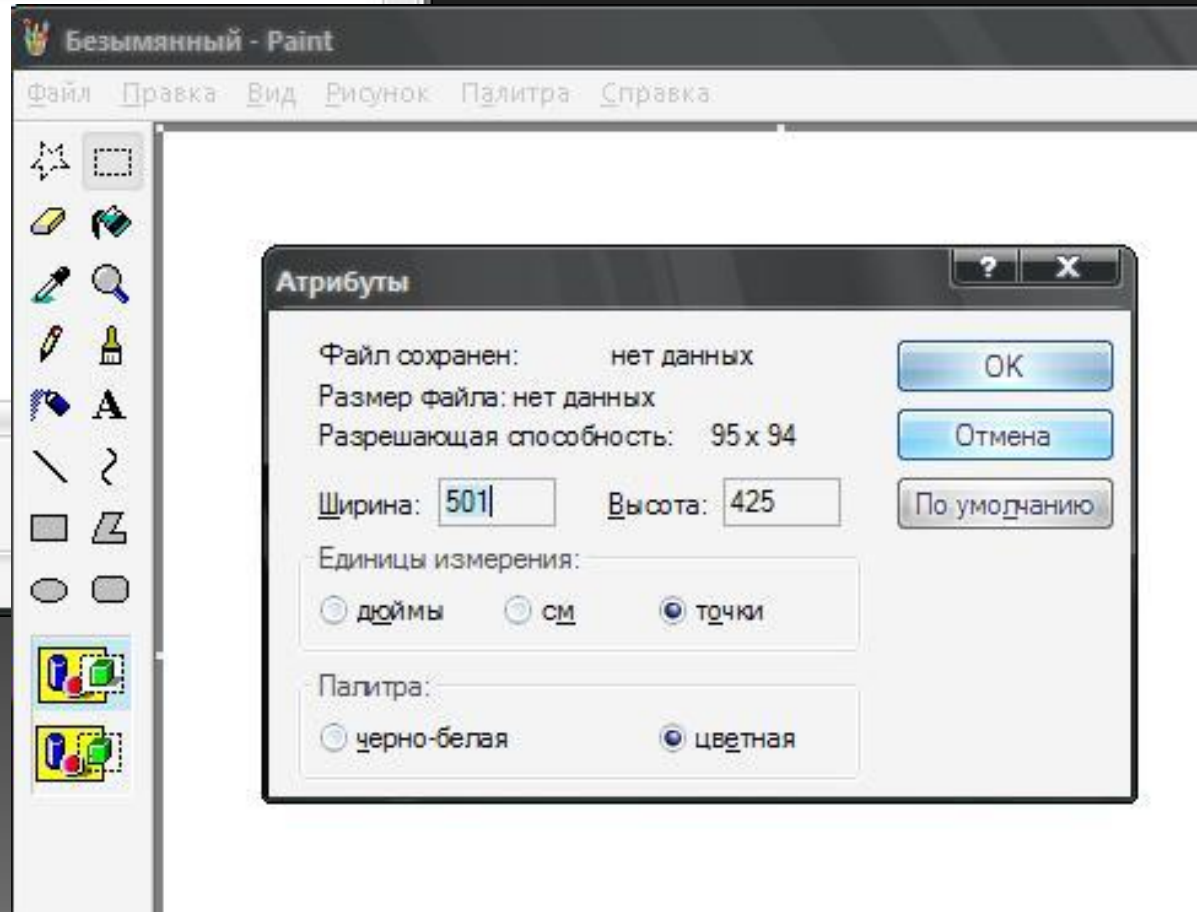 Безымянный - Paint
Файл Правка Вид Рисунок Палитра Справка
Атрибуты
Файл сохранен: нет данных
Размер файла: нет данных
Разрешающая способность: 95 x 94
Ширина: 501 Высота: 425
Единицы измерения:
дюймы см точки
Палитра:
черно-белая цветная
OK
Отмена
По умолчанию
A
?
X